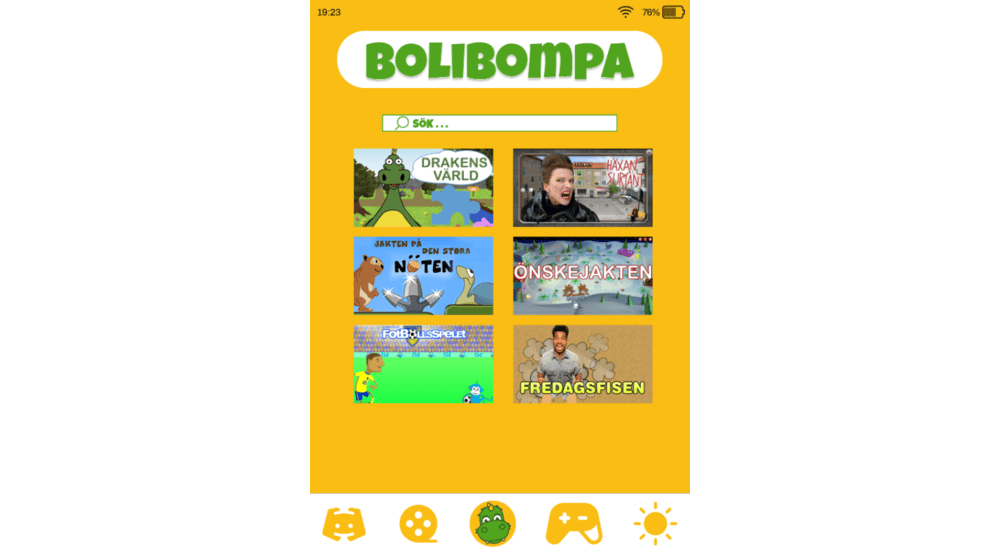 19:23
76%
BOLIBOMPA
SÖK...
DRAKENS
VÄRLD
HÄXAN
SURTANT
JAKTEN PÅ
DEN STORA
NÖTEN
ÖNSKEJAKTEN
FOTBOLLSSPELET
FREDAGSFISEN